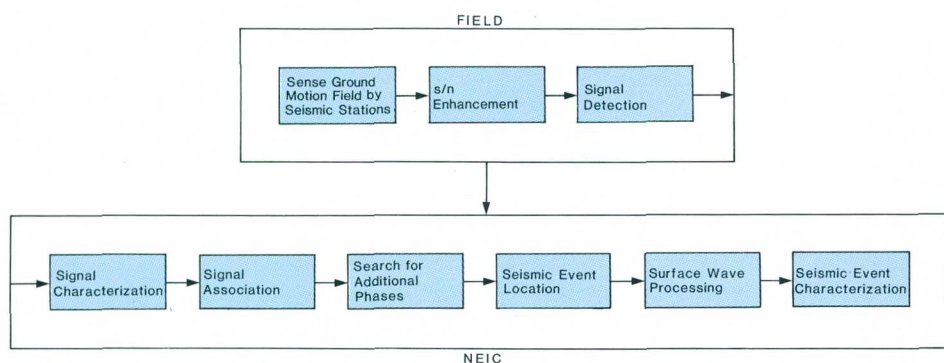 FIELD
Sense Ground
Motion Field by
Seismic Stations
s/n
Enhancement
Signal
Detection
Signal
Characterization
Signal
Association
Search for
Additional
Phases
Seismic Event
Location
Surface Wave
Processing
Seismic Event
Characterization
NEIC